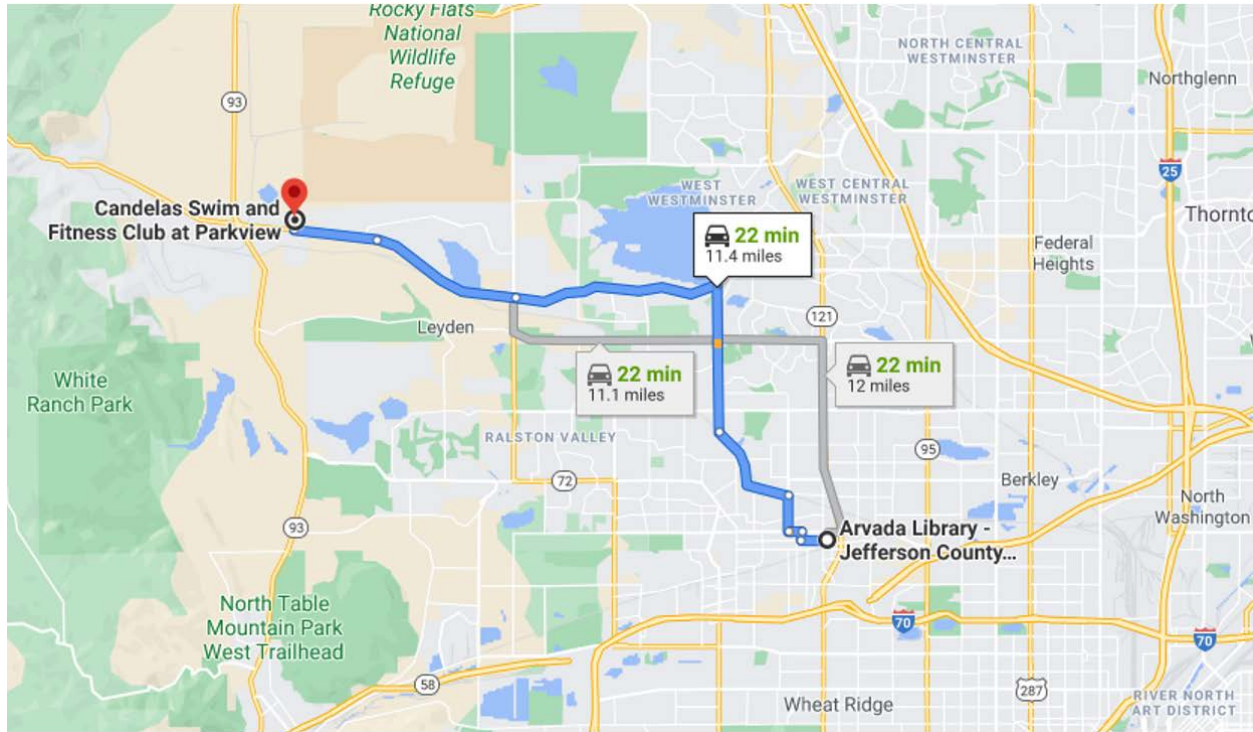 Rocky Flats
National
Wildlife
Refuge
NORTH CENTRAL
WESTMINSTER
Northglenn
93
25
WEST
WESTMINSTER
WEST CENTRAL
WESTMINSTER
Candelas Swim and
Fitness Club at Parkview
Thornto
22 min
11.4 miles
Federal
Heights
121
Leyden
22 min
11.1 miles
22 min
12 miles
White
Ranch Park
RALSTON VALLEY
95
72
Berkley
North
Washington
93
Arvada Library -
Jefferson County...
North Table
Mountain Park
West Trailhead
70
70
58
287
Wheat Ridge
RIVER NORTH
ART DISTRICT